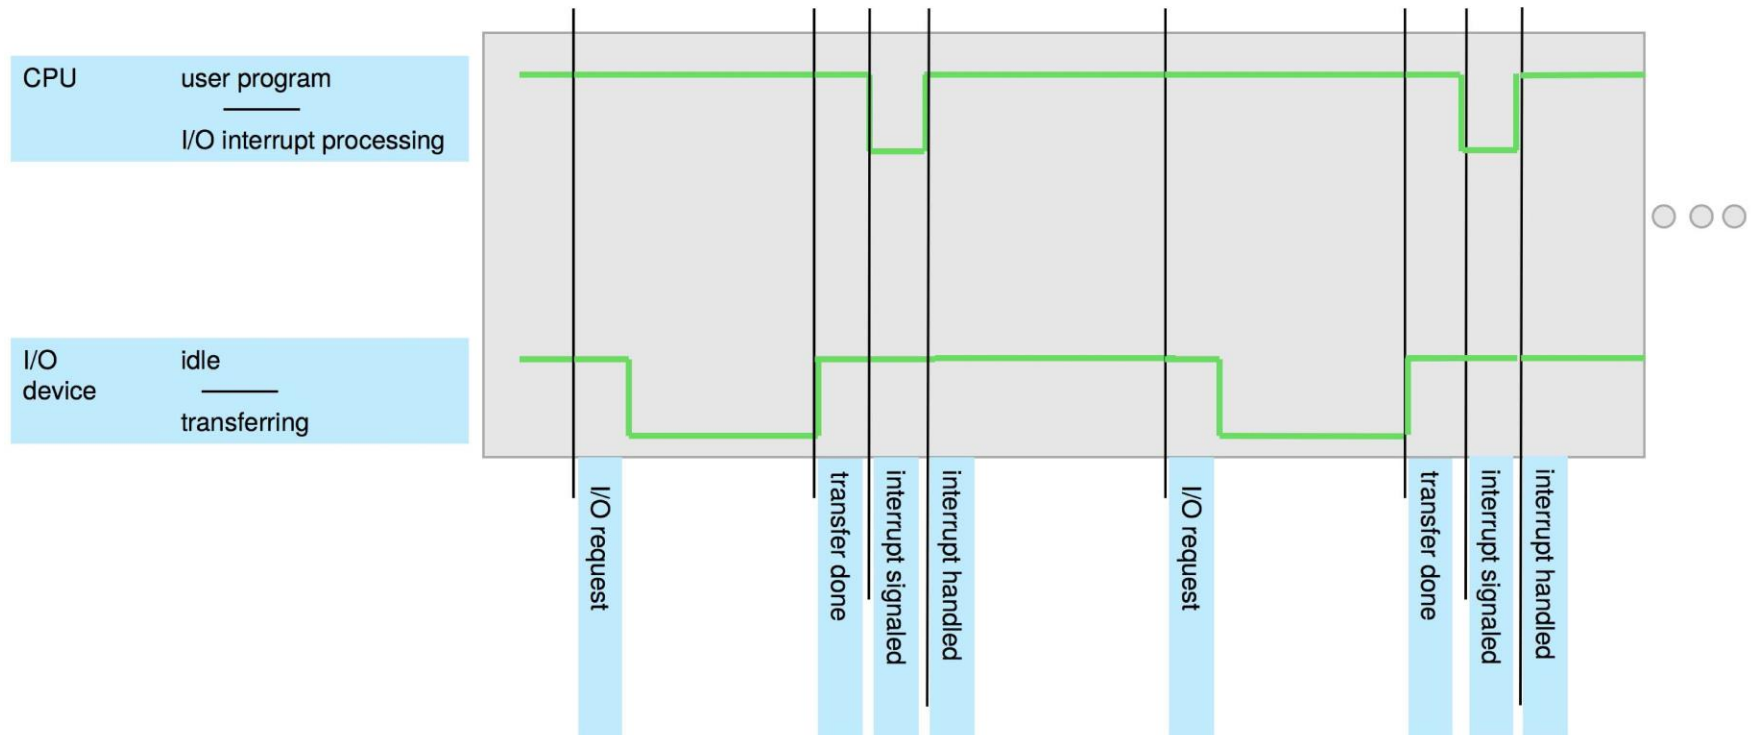 CPU
user program
I/O interrupt processing
I/O
device
idle
transferring
I/O request
transfer done
interrupt signaled
interrupt handled
I/O request
transfer done
interrupt signaled
interrupt handled